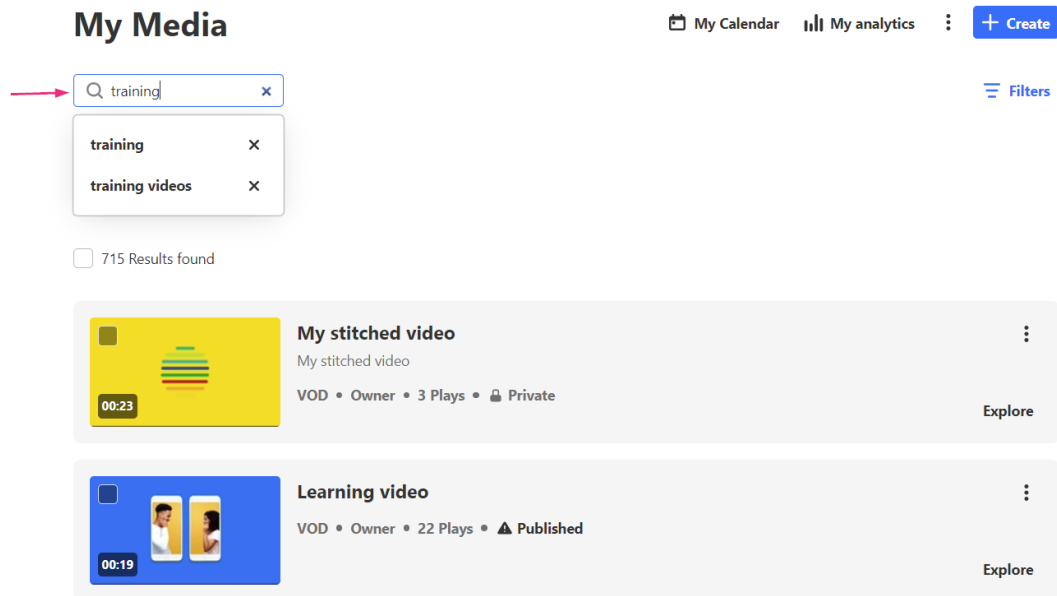 My Media
My Calendar
My analytics
Create
training
Filters
training
training videos
715 Results found
My stitched video
My stitched video
VOD • Owner • 3 Plays • Private
00:23
Explore
Learning video
VOD • Owner • 22 Plays • Published
00:19
Explore